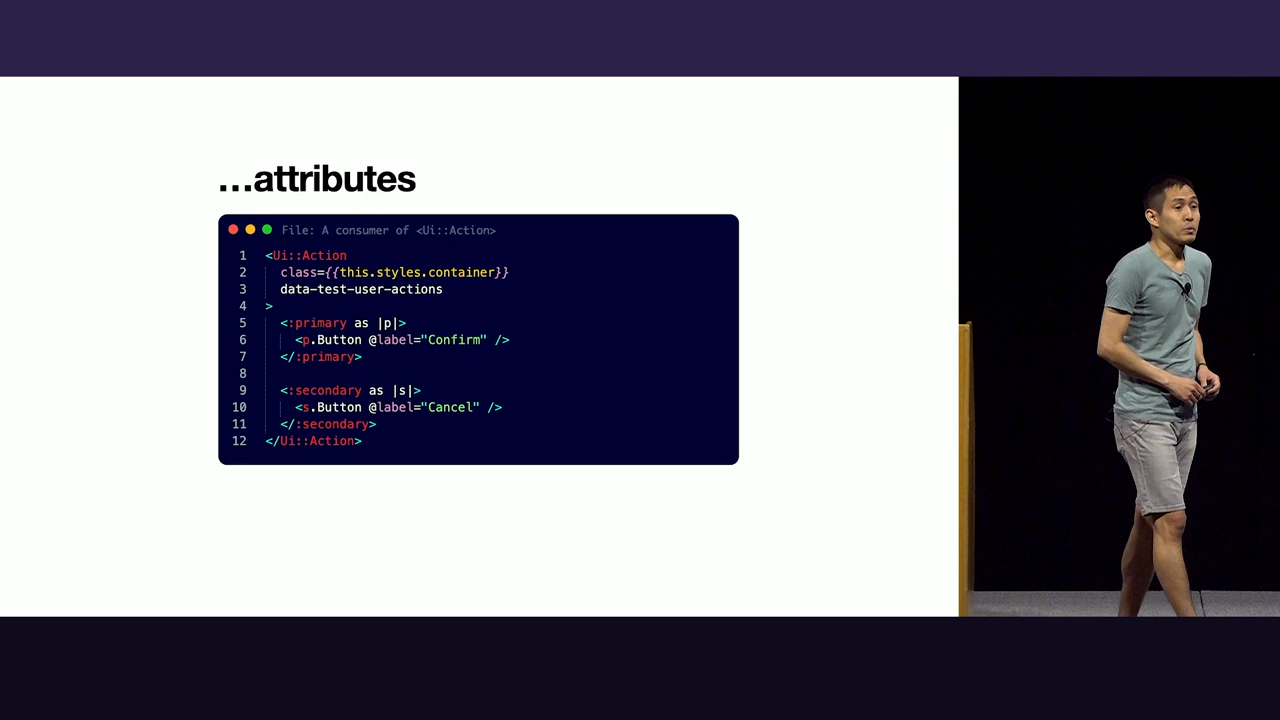 …attributes
File: A consumer of <Ui::Action>
1 <Ui::Action
2 class={{this.styles.container}}
3 data-test-user-actions
4 >
5 <:primary as |p|>
6 <p.Button @label="Confirm" />
7 </:primary>
8
9 <:secondary as |s|>
10 <s.Button @label="Cancel" />
11 </:secondary>
12 </Ui::Action>